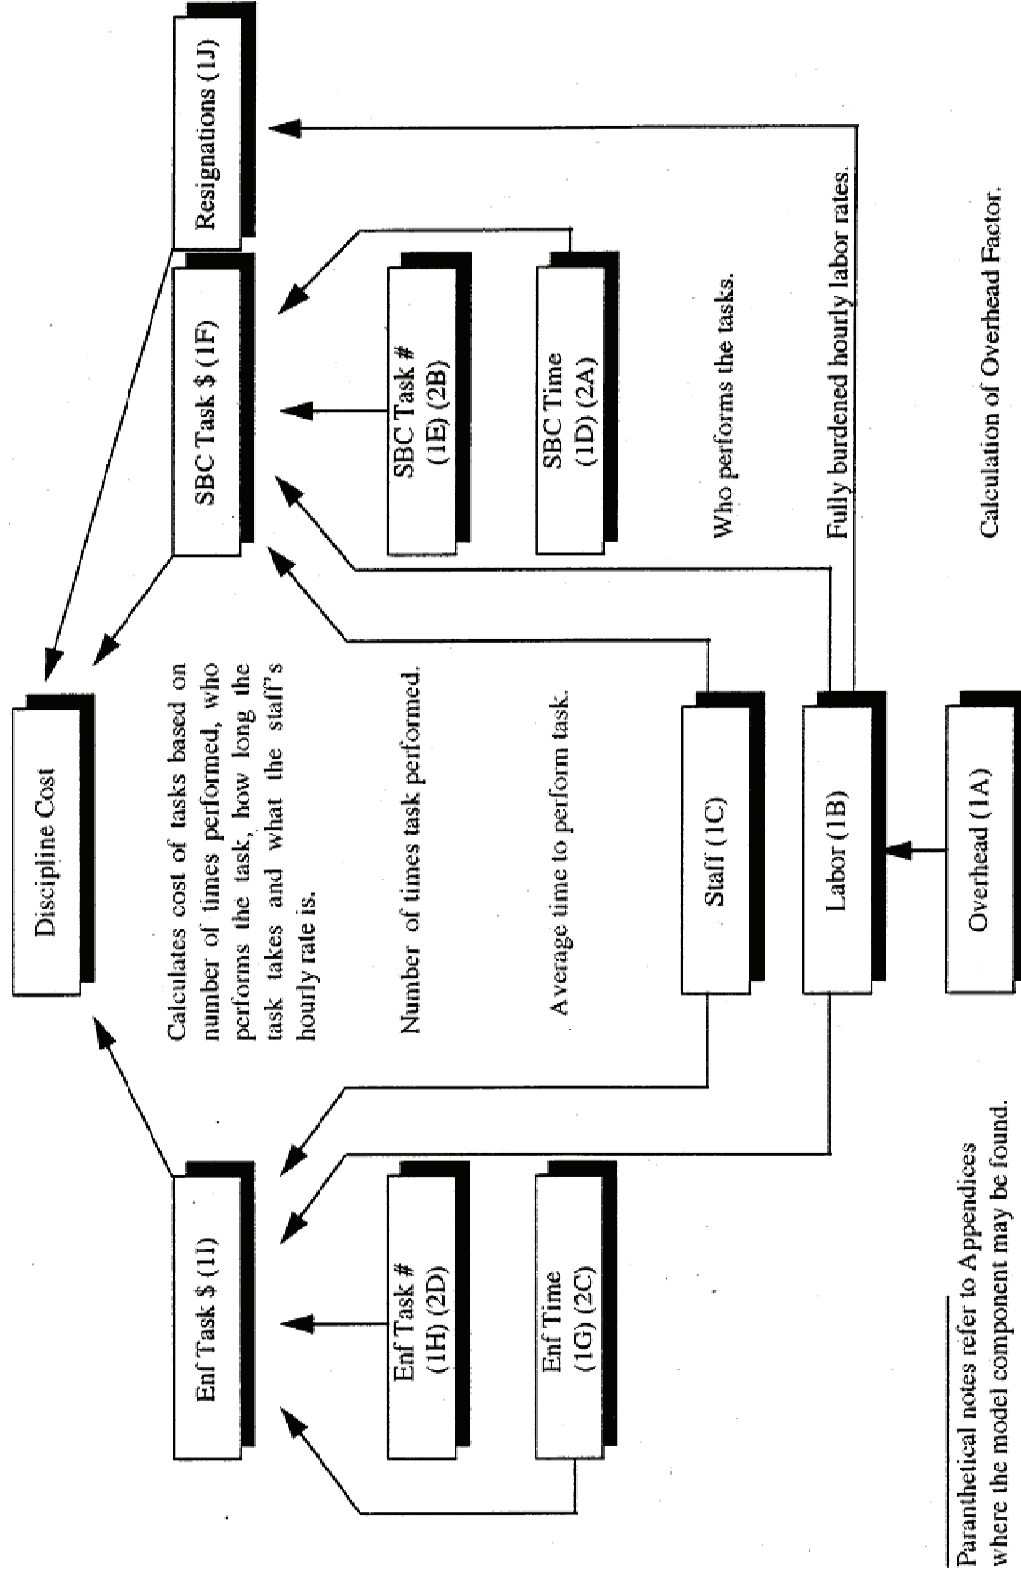 Discipline Cost
Enf Task $ (1I)
Calculates cost of tasks based on
number of times performed, who
performs the task, how long the
task takes and what the staff's
hourly rate is.
SBC Task $ (1F)
Resignations (1J)
Enf Task #
(1H) (2D)
Number of times task performed.
SBC Task #
(1E) (2B)
Enf Time
(1G) (2C)
Average time to perform task.
SBC Time
(1D) (2A)
Staff (1C)
Who performs the tasks.
Labor (1B)
Fully burdened hourly labor rates.
Overhead (1A)
Calculation of Overhead Factor.
Paranthetical notes refer to Appendices
where the model component may be found.